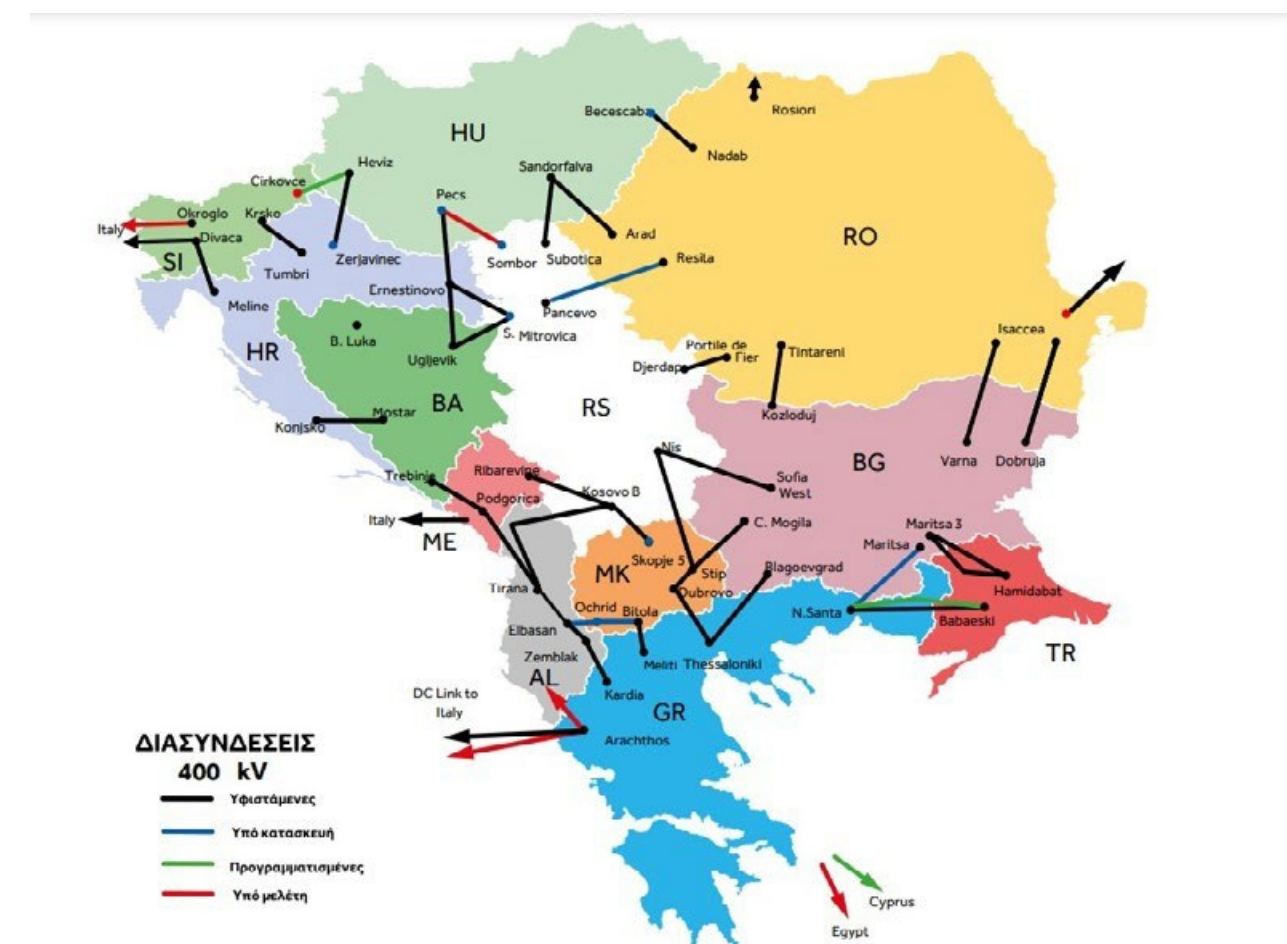 Rosiori
Becescaba
HU
Nadab
Heviz
Sandorfalva
Cirkovce
Pecs
Okroglo
Krsko
Italy
Divaca
Arad
RO
SI
Tumbri
Zerjavinec
Sombor
Subotica
Resita
Ernestinovo
Meline
Pancevo
Isaccea
B. Luka
S. Mitrovica
HR
Ugljevik
Portile de
Fier
Tintareni
Djerdap
BA
RS
Mostar
Kozloduj
Konjsko
Nis
BG
Varna
Dobruja
Trebinje
Ribarevine
Sofia
West
Podgorica
Kosovo B
Italy
C. Mogila
Maritsa 3
ME
Maritsa
Skopje 5
MK
Stip
Blagoevgrad
Tirana
Dubrovo
Hamidabat
Ochrid
Bitola
N.Santa
Babaeski
Elbasan
Zemblak
Meliti
Thessaloniki
TR
AL
Kardia
DC Link to
Italy
GR
Arachthos
ΔΙΑΣΥΝΔΕΣΕΙΣ
400 kV
Υφιστάμενες
Υπό κατασκευή
Προγραμματισμένες
Υπό μελέτη
Cyprus
Egypt